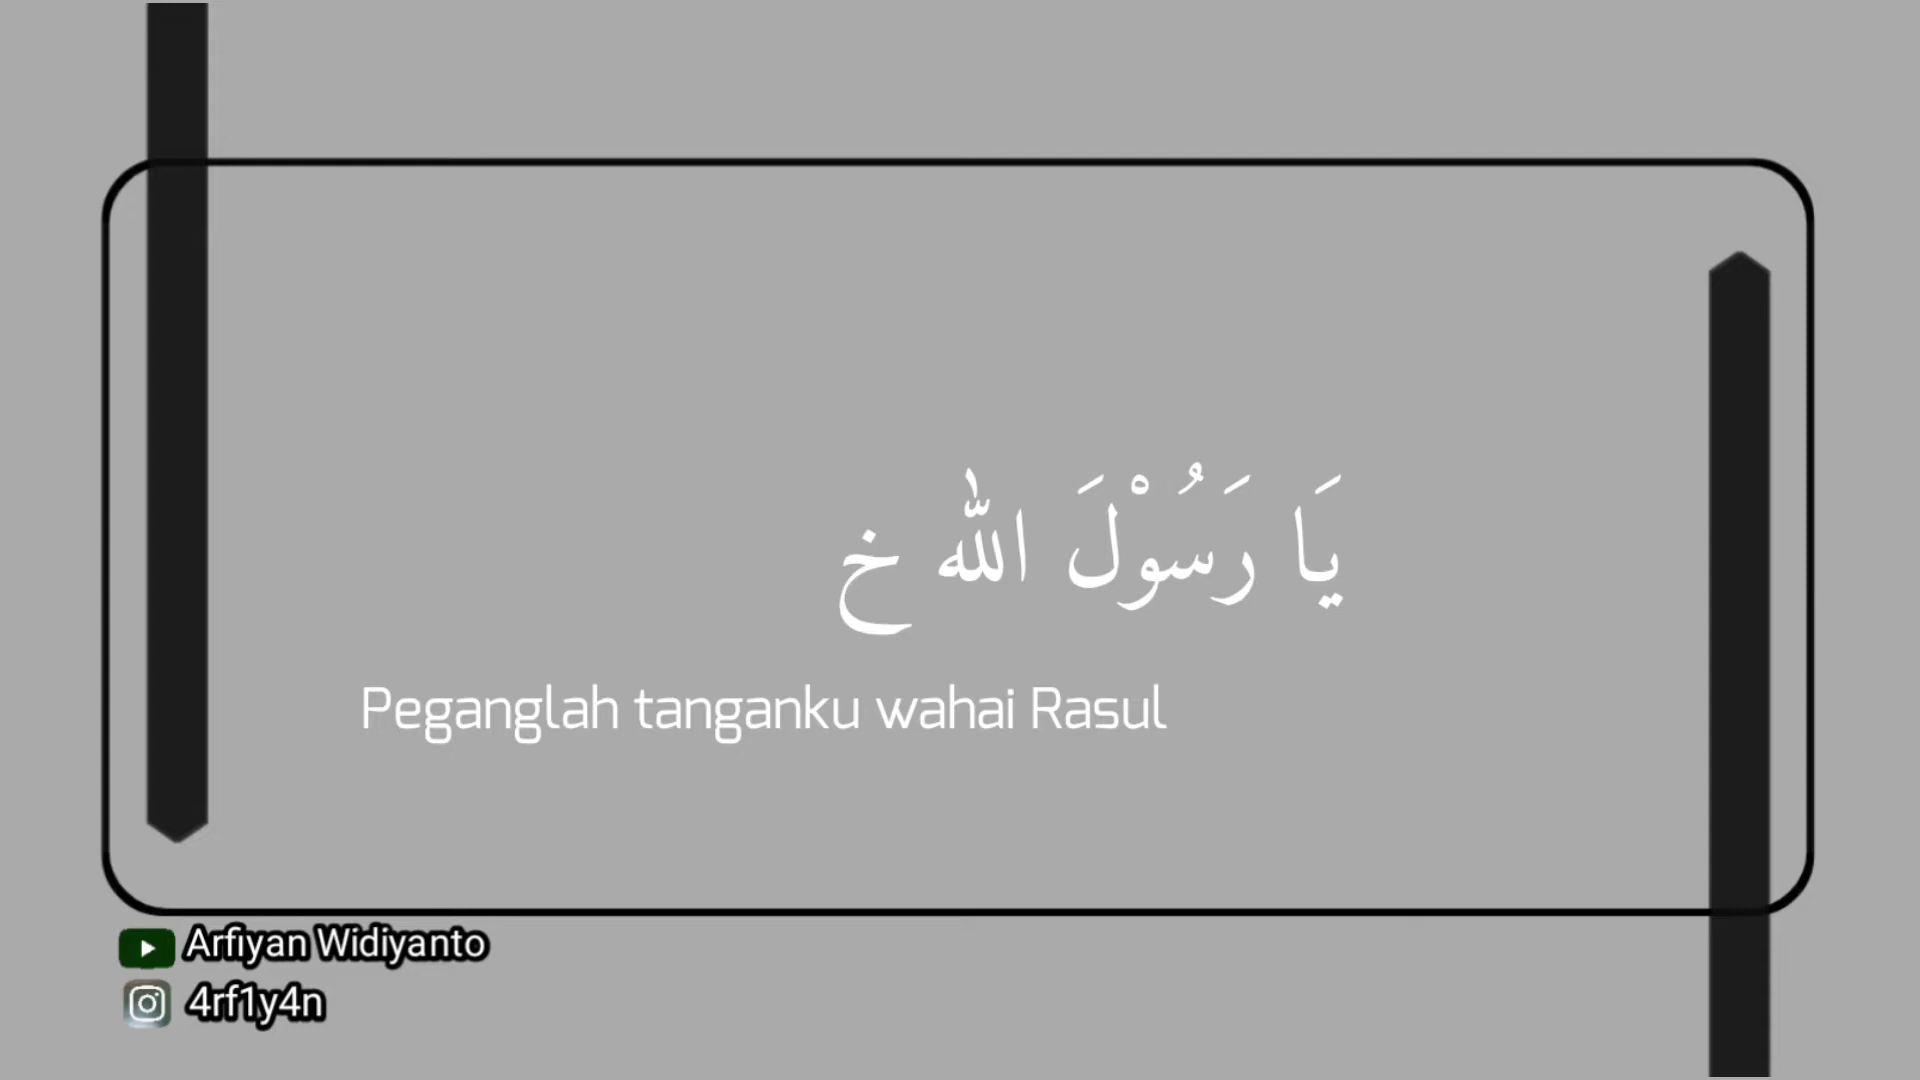 يَا رَسُوْلَ اللّٰه خ
Peganglah tanganku wahai Rasul
Arfiyan Widiyanto
4rf1y4n